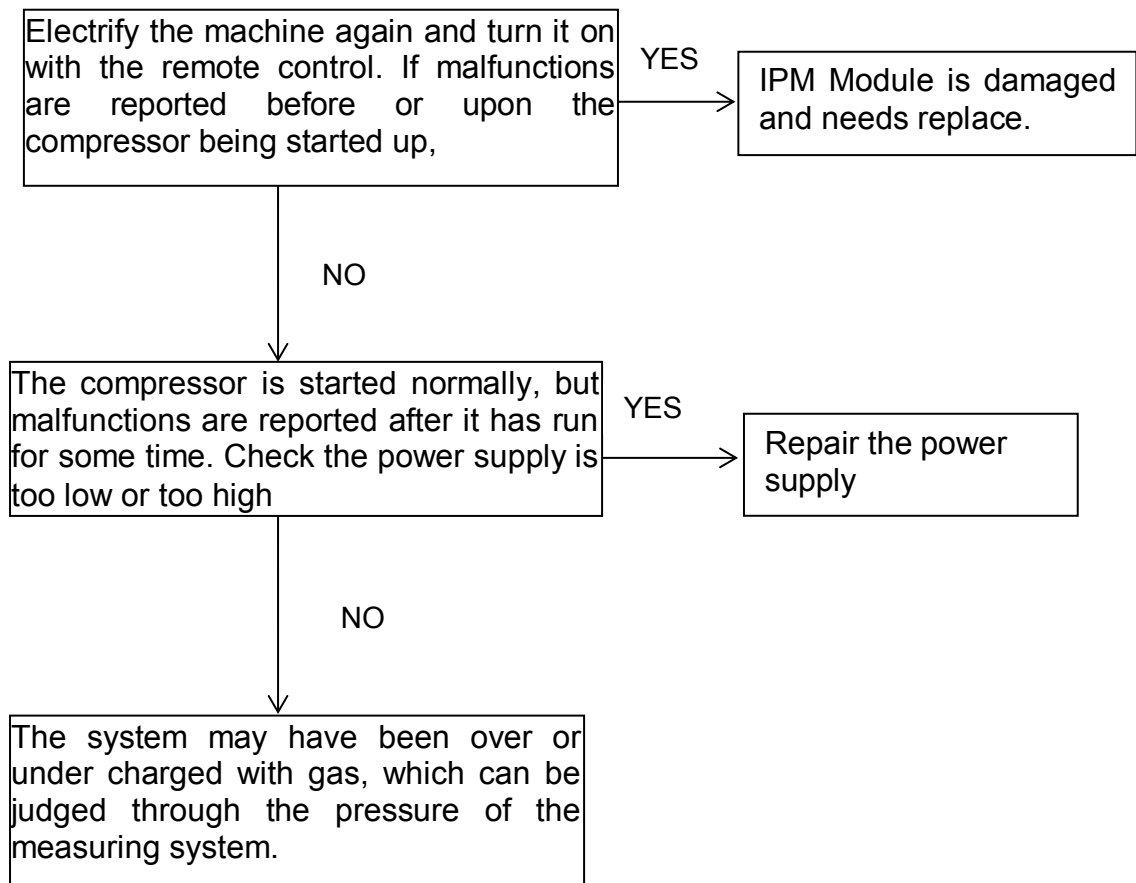 Electrify the machine again and turn it on
with the remote control. If malfunctions
are reported before or upon the
compressor being started up,
YES
IPM Module is damaged
and needs replace.
NO
The compressor is started normally, but
malfunctions are reported after it has run
for some time. Check the power supply is
too low or too high
YES
Repair the power
supply
NO
The system may have been over or
under charged with gas, which can be
judged through the pressure of the
measuring system.